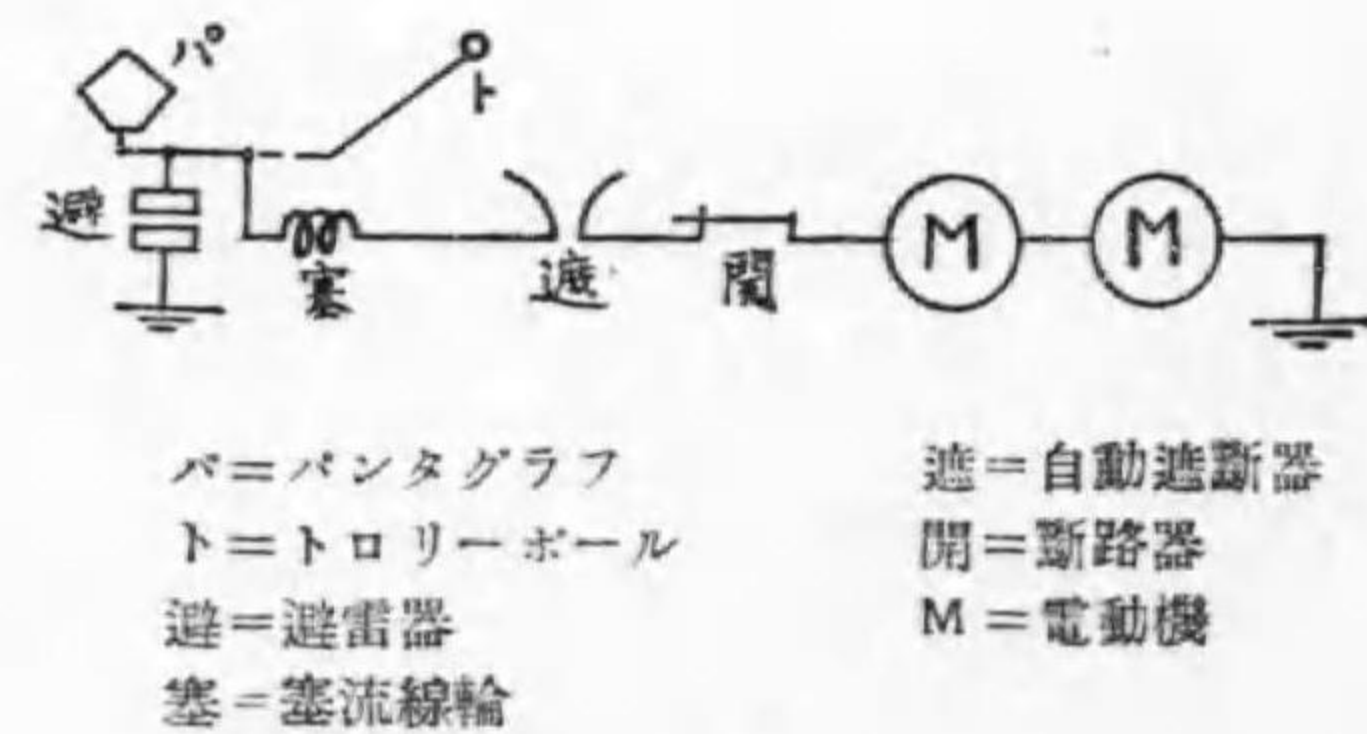 パ
ト
避
塞
遮
開
M
M
パ＝パンタグラフ
ト＝トロリーポール
避＝避雷器
塞＝塞流線輪
遮＝自動遮斷器
開＝斷路器
M＝電動機